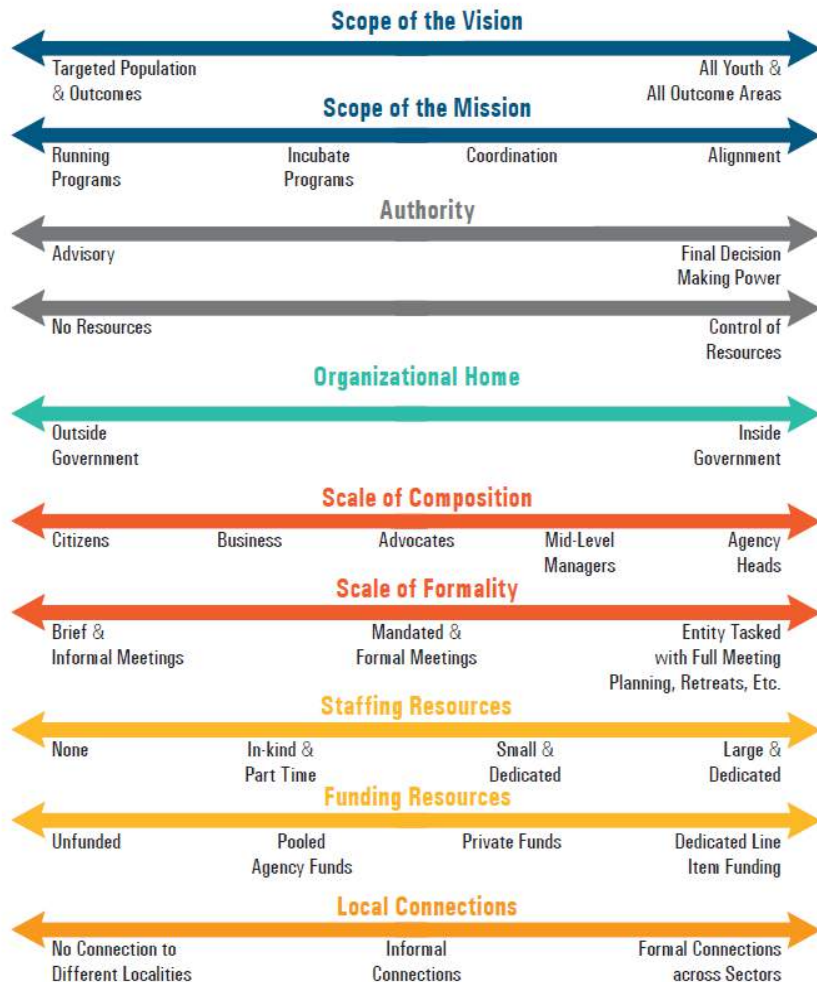 Scope of the Vision
Targeted Population
& Outcomes
All Youth &
All Outcome Areas
Scope of the Mission
Running
Programs
Incubate
Programs
Coordination
Alignment
Authority
Advisory
Final Decision
Making Power
No Resources
Control of
Resources
Organizational Home
Outside
Government
Inside
Government
Scale of Composition
Citizens
Business
Advocates
Mid-Level
Managers
Agency
Heads
Scale of Formality
Brief &
Informal Meetings
Mandated &
Formal Meetings
Entity Tasked
with Full Meeting
Planning, Retreats, Etc.
Staffing Resources
None
In-kind &
Part Time
Small &
Dedicated
Large &
Dedicated
Funding Resources
Unfunded
Pooled
Agency Funds
Private Funds
Dedicated Line
Item Funding
Local Connections
No Connection to
Different Localities
Informal
Connections
Formal Connections
across Sectors